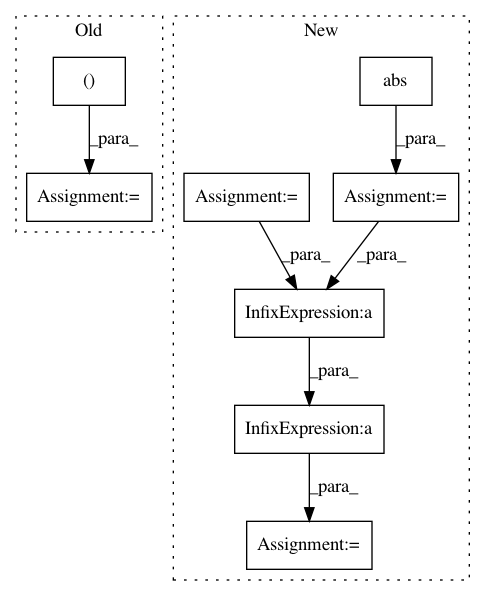 Old
New
()
abs
_para_
_para_
Assignment:=
Assignment:=
Assignment:=
_para_
_para_
InfixExpression:a
_para_
InfixExpression:a
_para_
Assignment:=